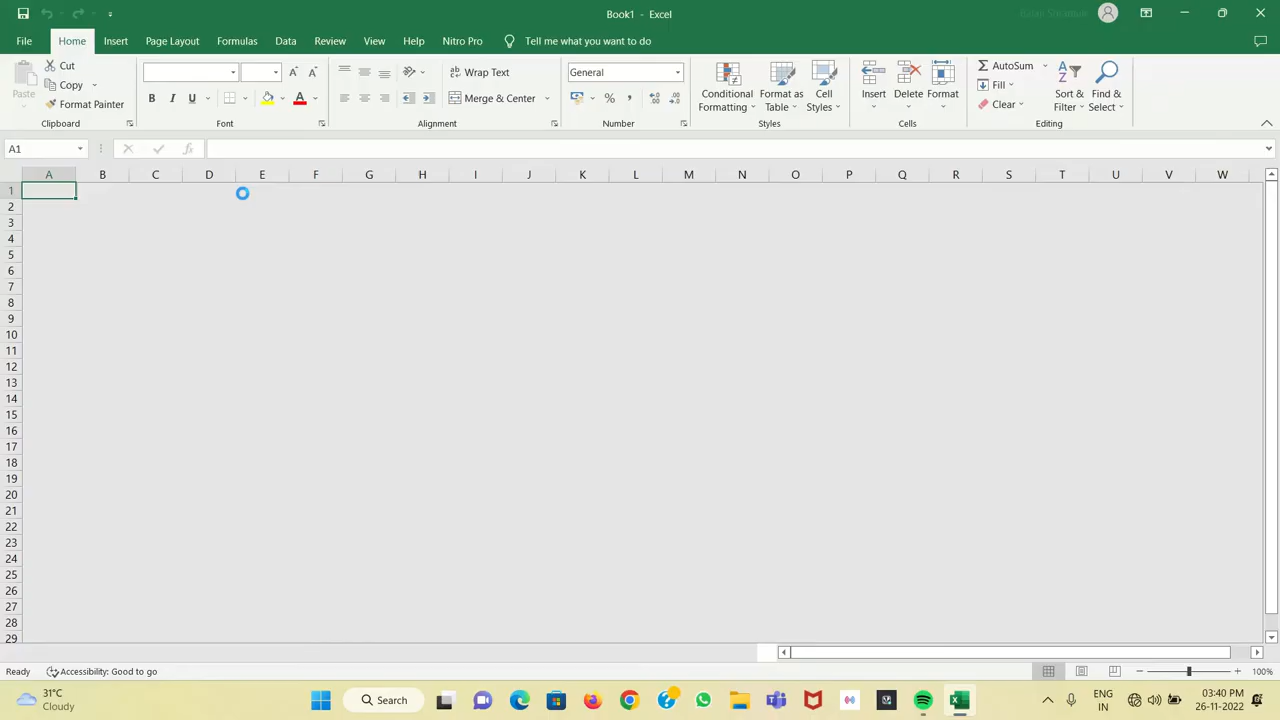 Book1 - Excel
File Home Insert Page Layout Formulas Data Review View Help Nitro Pro Tell me what you want to do
Cut AutoSum
Wrap Text General
Copy Fill
Paste
Conditional Format as Cell Insert Delete Format Sort & Find &
Format Painter B I U Merge & Center % , Formatting Table Styles Clear Filter Select
Clipboard Font Alignment Number Styles Cells Editing
A1 fx
A B C D E F G H I J K L M N O P Q R S T U V W
1
2
3
4
5
6
7
8
9
10
11
12
13
14
15
16
17
18
19
20
21
22
23
24
25
26
27
28
29
Ready Accessibility: Good to go 100%
31°C ENG 03:40 PM
Cloudy Search IN 26-11-2022